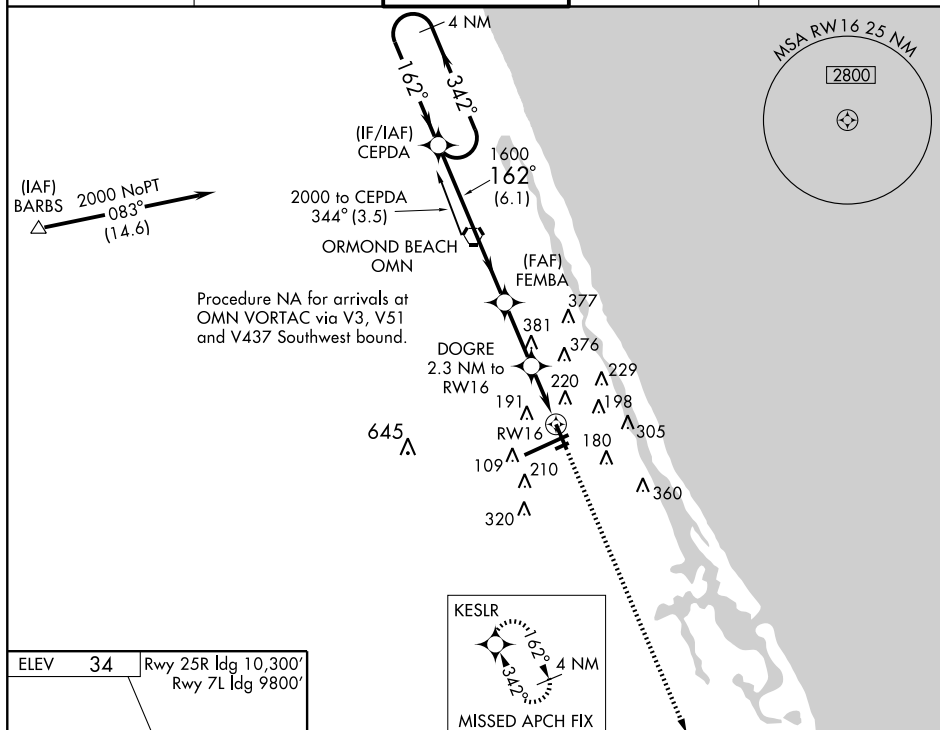 4 NM
162°
342°
MSA RW16 25 NM
2800
(IF/IAF)
CEPDA
1600
162°
(6.1)
(IAF)
BARBS
2000 NoPT
083°
(14.6)
2000 to CEPDA
344° (3.5)
ORMOND BEACH
OMN
(FAF)
FEMBA
Procedure NA for arrivals at
OMN VORTAC via V3, V51
and V437 Southwest bound.
377
381
376
DOGRE
2.3 NM to
RW16
229
220
198
191
305
RW16
645
180
109
210
360
320
KESLR
162°
4 NM
342°
MISSED APCH FIX
ELEV 34
Rwy 25R ldg 10,300'
Rwy 7L ldg 9800'